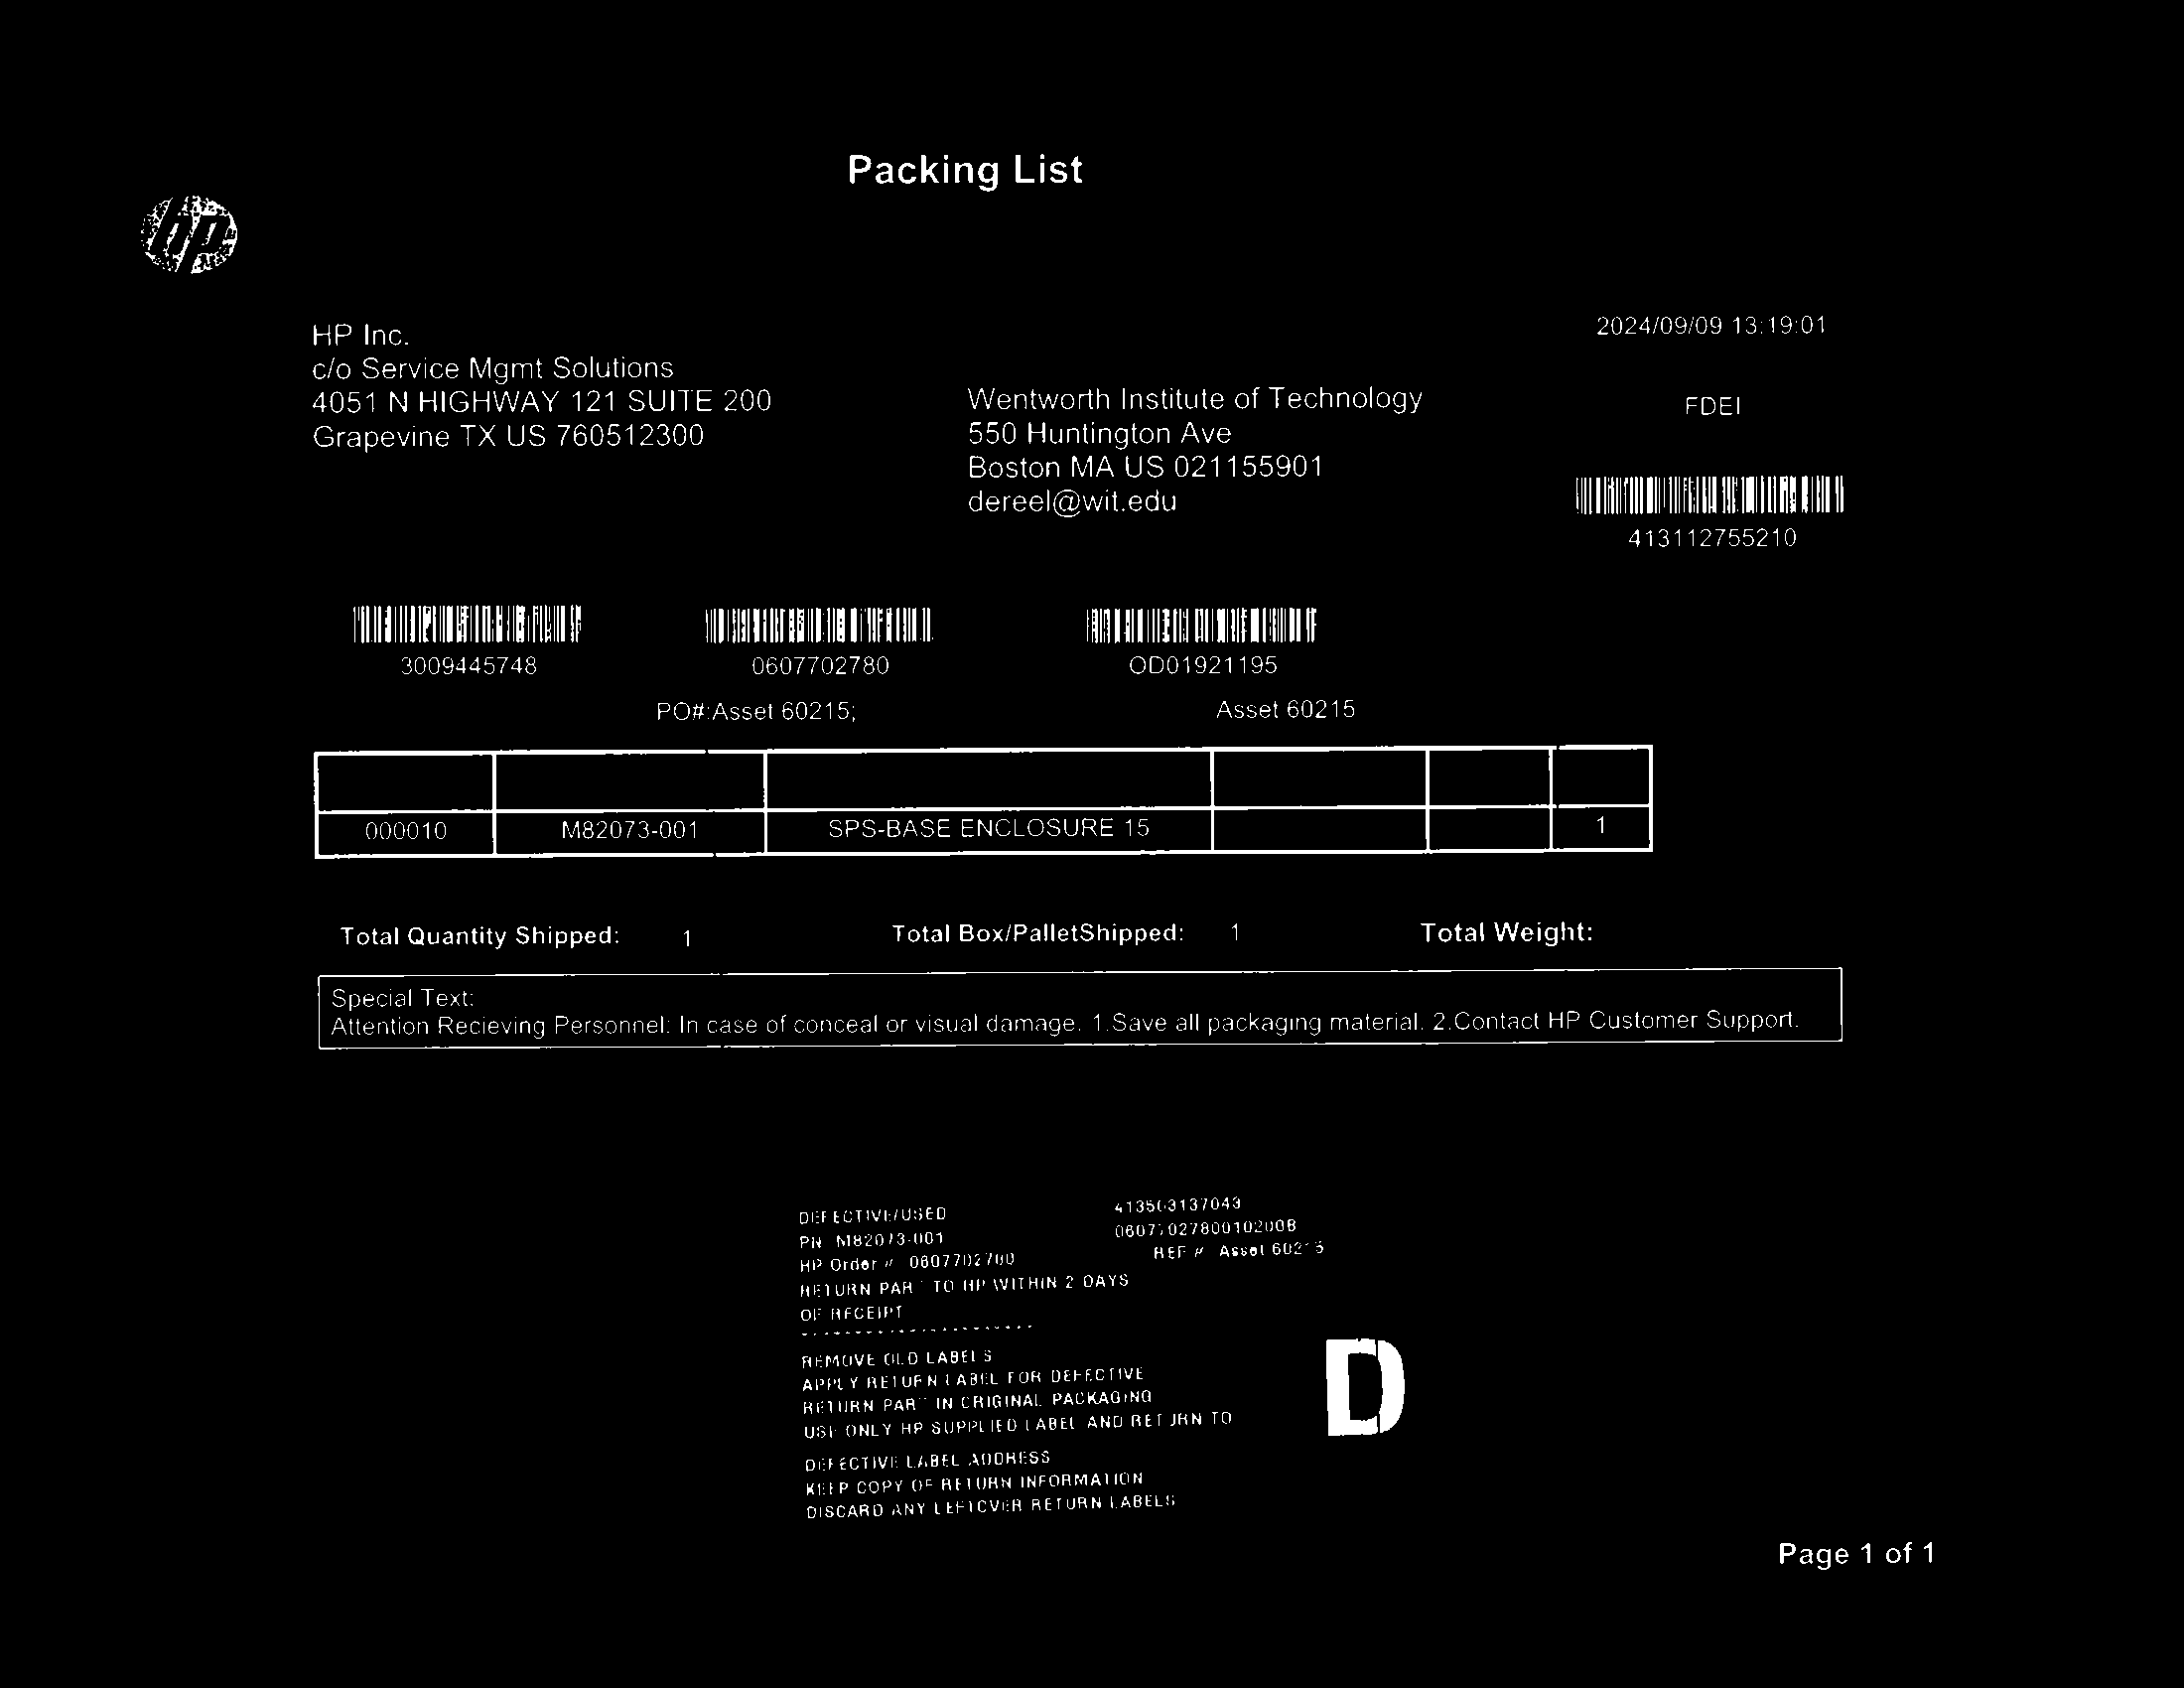 Packing List
hp
2024/09/09 13:19:01
HP Inc.
c/o Service Mgmt Solutions
4051 N HIGHWAY 121 SUITE 200
Grapevine TX US 760512300
Wentworth Institute of Technology
550 Huntington Ave
Boston MA US 021155901
dereel@wit.edu
FDEI
413112755210
3009445748 0607702780 OD01921195
PO#:Asset 60215; Asset 60215
000010 M82073-001 SPS-BASE ENCLOSURE 15 1
Total Quantity Shipped: 1 Total Box/PalletShipped: 1 Total Weight:
Special Text:
Attention Recieving Personnel: In case of conceal or visual damage. 1.Save all packaging material. 2.Contact HP Customer Support.
DEFECTIVE/USED
PN M82073-001
HP Order # 0607702780
REF # Asset 60215
RETURN PART TO HP WITHIN 2 DAYS
OF RECEIPT
REMOVE OLD LABELS
APPLY RETURN LABEL FOR DEFECTIVE
RETURN PART IN ORIGINAL PACKAGING
USE ONLY HP SUPPLIED LABEL AND RETURN TO
DEFECTIVE LABEL ADDRESS
KEEP COPY OF RETURN INFORMATION
DISCARD ANY LEFTOVER RETURN LABELS
D
Page 1 of 1